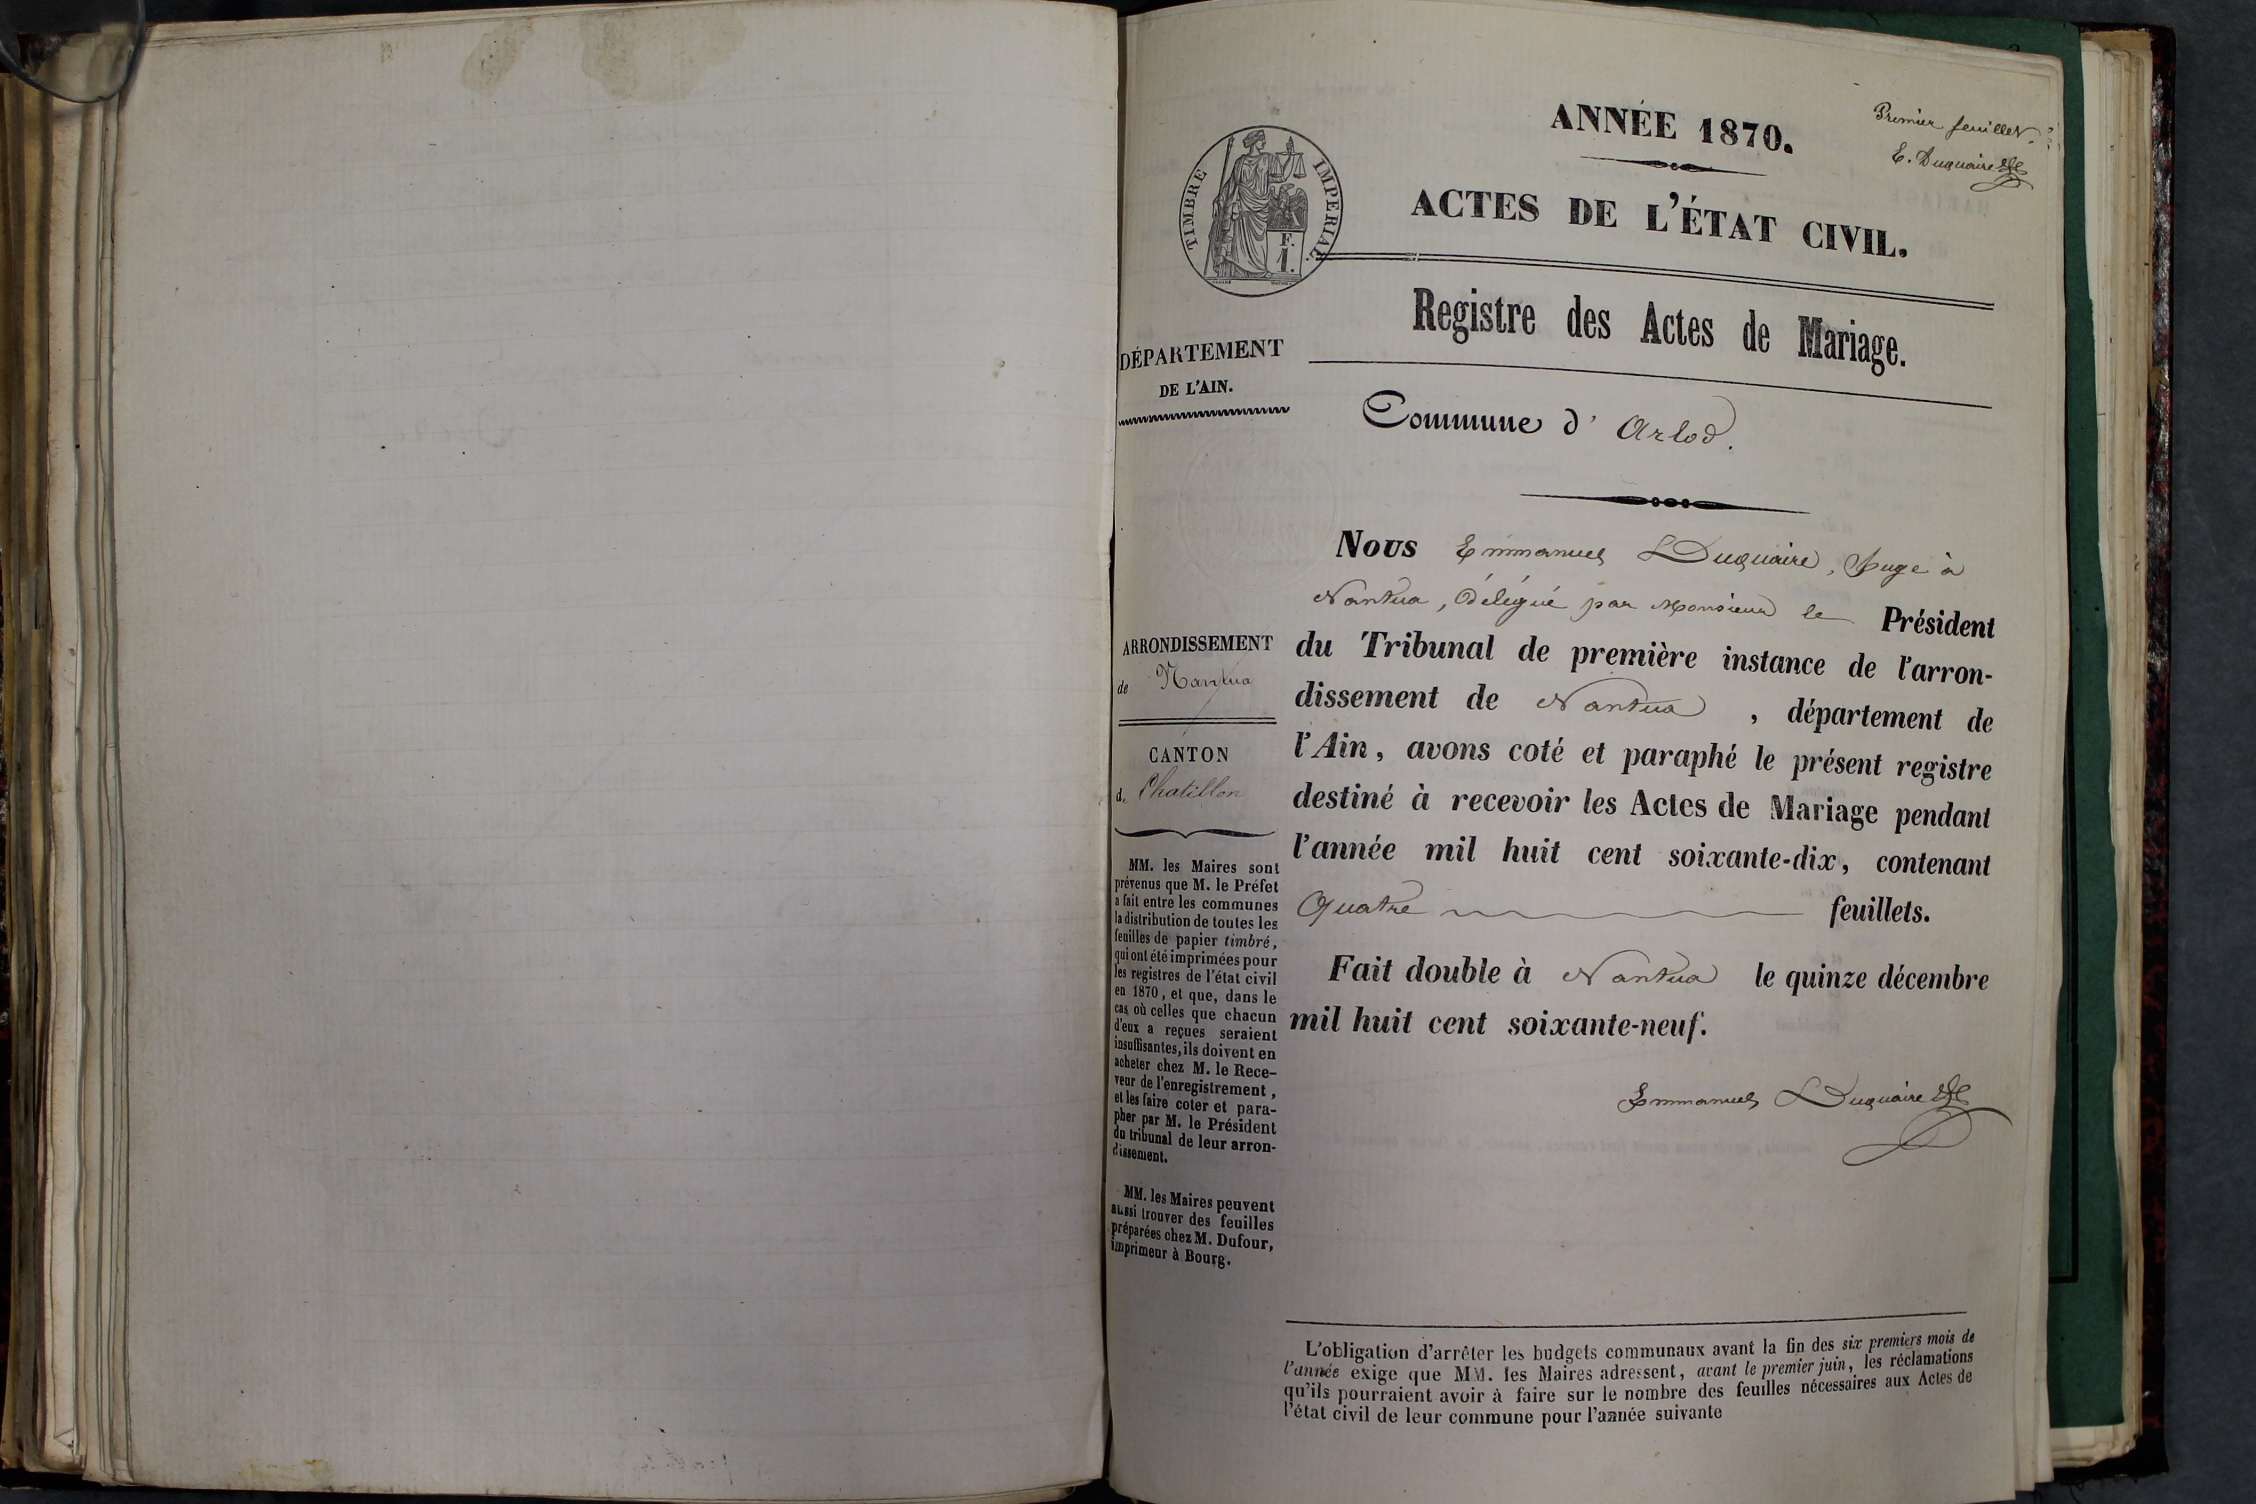 Premier feuillet.
E. Duquaire
ANNÉE 1870.
ACTES DE L'ÉTAT CIVIL.
TIMBRE IMPERIAL
F.
1.
Registre des Actes de Mariage.
DÉPARTEMENT
DE L'AIN.
Commune d' Arlod.
ARRONDISSEMENT
de Nantua
CANTON
d. Chatillon
MM. les Maires sont
prévenus que M. le Préfet
a fait entre les communes
la distribution de toutes les
feuilles de papier timbré,
qui ont été imprimées pour
les registres de l'état civil
en 1870, et que, dans le
cas où celles que chacun
d'eux a reçues seraient
insuffisantes, ils doivent en
acheter chez M. le Rece-
veur de l'enregistrement,
et les faire coter et para-
pher par M. le Président
du tribunal de leur arron-
dissement.
MM. les Maires peuvent
aussi trouver des feuilles
préparées chez M. Dufour,
imprimeur à Bourg.
Nous Emmanuel Duquaire, Juge à
Nantua, délégué par Monsieur le Président
du Tribunal de première instance de l'arron-
dissement de Nantua, département de
l'Ain, avons coté et paraphé le présent registre
destiné à recevoir les Actes de Mariage pendant
l'année mil huit cent soixante-dix, contenant
Quatre feuillets.
Fait double à Nantua le quinze décembre
mil huit cent soixante-neuf.
Emmanuel Duquaire
L'obligation d'arrêter les budgets communaux avant la fin des six premiers mois de
l'année exige que MM. les Maires adressent, avant le premier juin, les réclamations
qu'ils pourraient avoir à faire sur le nombre des feuilles nécessaires aux Actes de
l'état civil de leur commune pour l'année suivante